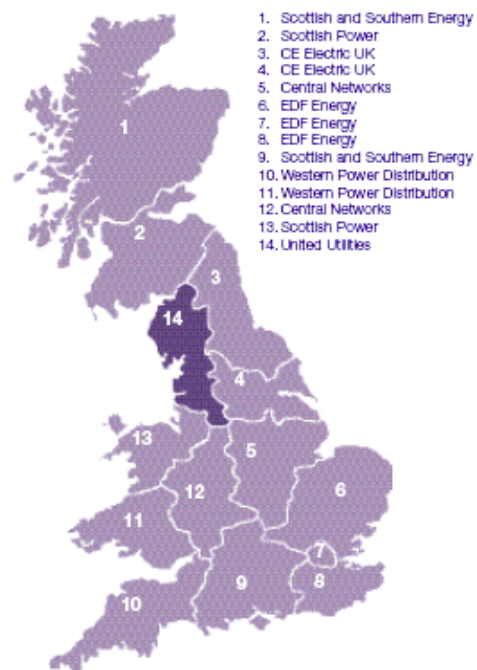 1. Scottish and Southern Energy
2. Scottish Power
3. CE Electric UK
4. CE Electric UK
5. Central Networks
6. EDF Energy
7. EDF Energy
8. EDF Energy
9. Scottish and Southern Energy
10. Western Power Distribution
11. Western Power Distribution
12. Central Networks
13. Scottish Power
14. United Utilities
1
2
3
14
4
13
5
12
6
11
7
9
8
10